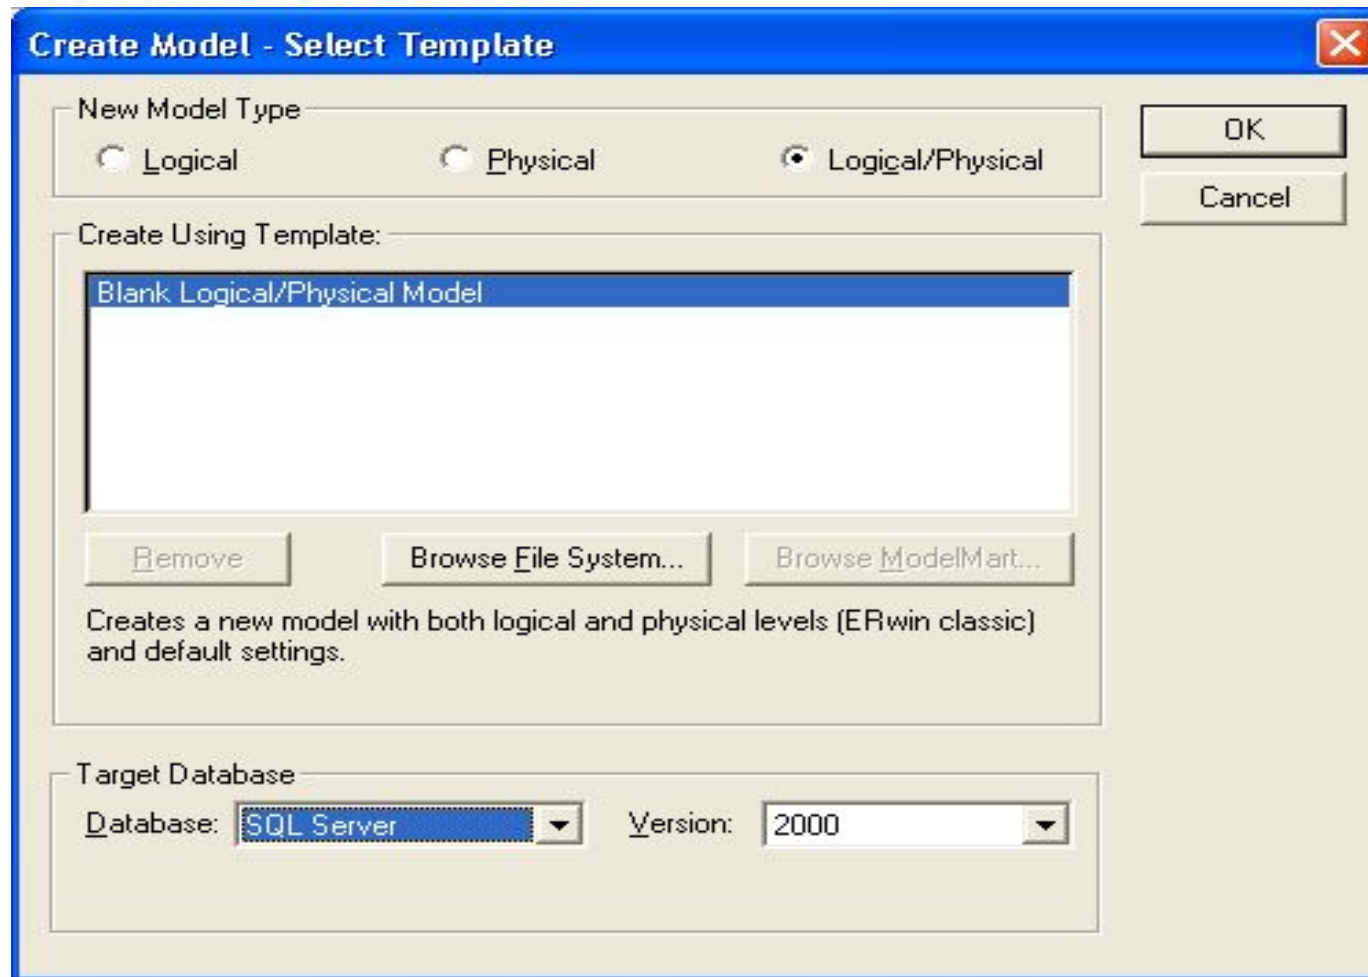 Create Model - Select Template
New Model Type
Logical Physical Logical/Physical
OK
Cancel
Create Using Template:
Blank Logical/Physical Model
Remove Browse File System... Browse ModelMart...
Creates a new model with both logical and physical levels (ERwin classic)
and default settings.
Target Database
Database: SQL Server Version: 2000